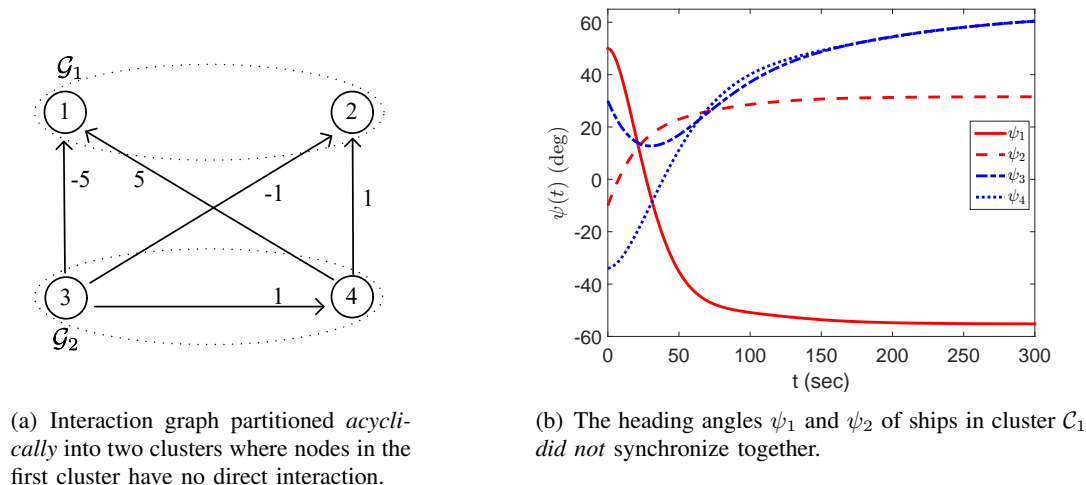 𝒢₁
1
2
-5
5
-1
1
3
1
4
𝒢₂
(a) Interaction graph partitioned acycli-
cally into two clusters where nodes in the
first cluster have no direct interaction.
60
40
20
0
-20
-40
-60
ψ(t) (deg)
ψ₁
ψ₂
ψ₃
ψ₄
0 50 100 150 200 250 300
t (sec)
(b) The heading angles ψ₁ and ψ₂ of ships in cluster 𝒞₁
did not synchronize together.